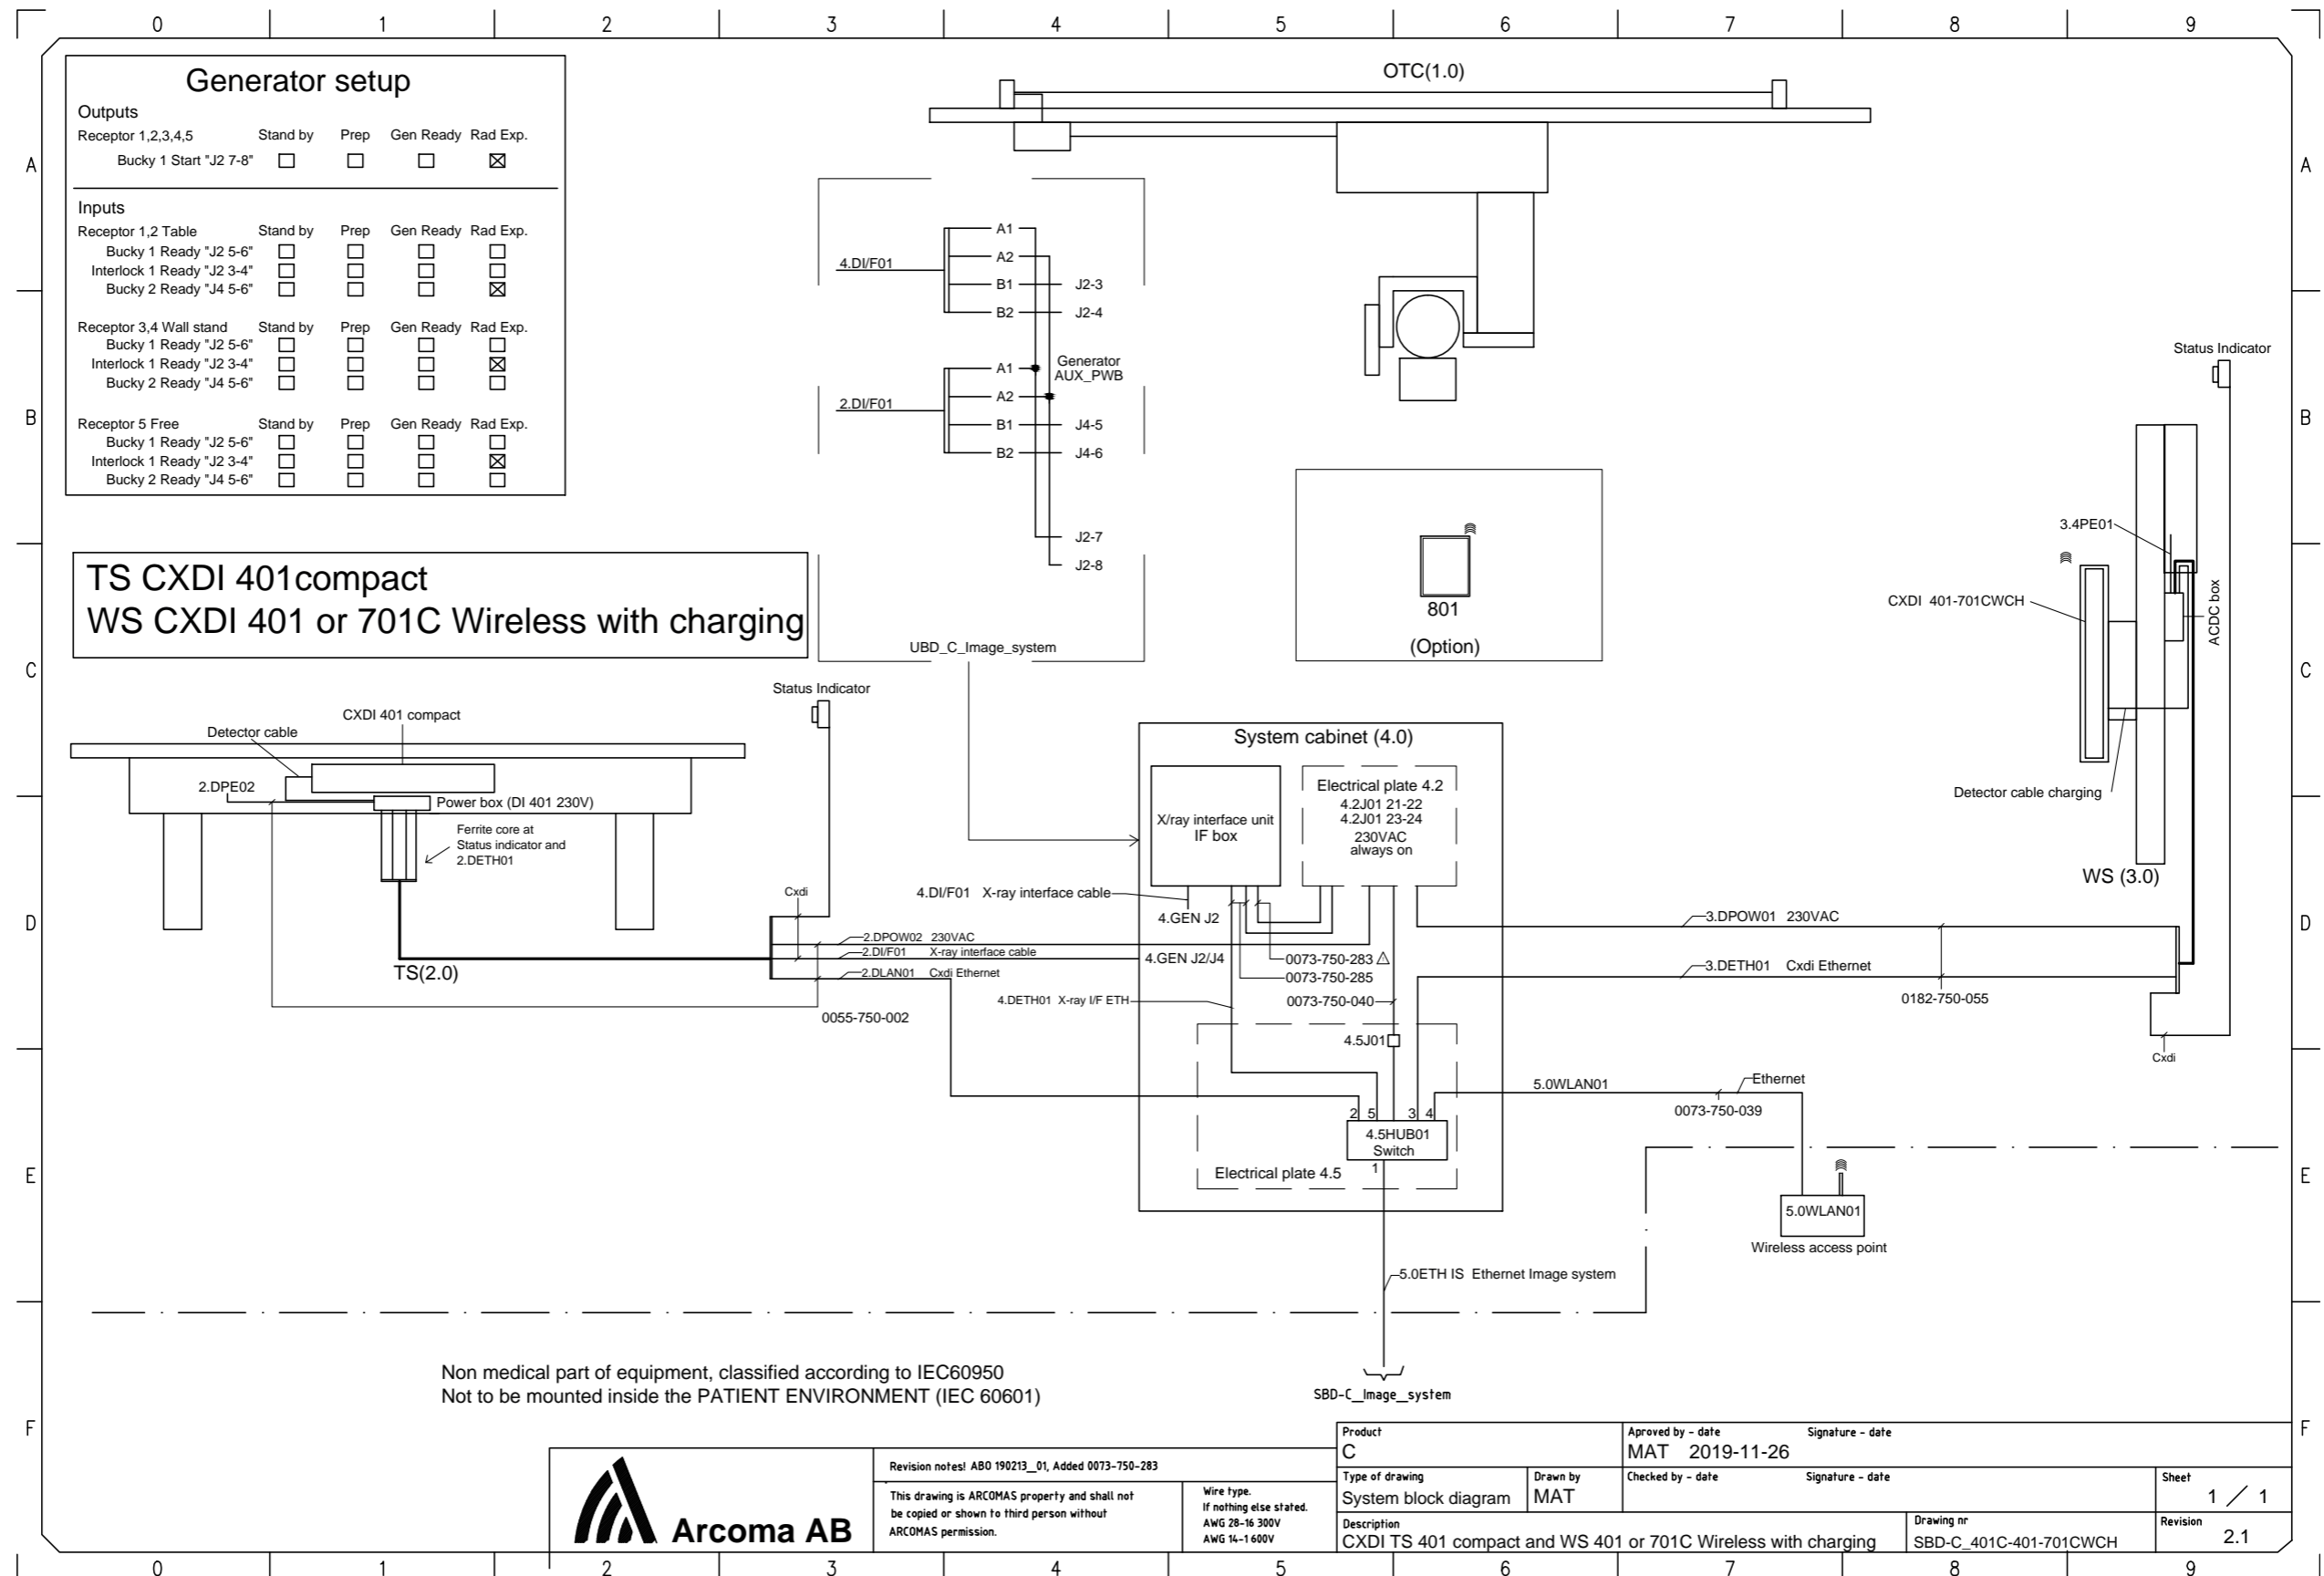 0 1 2 3 4 5 6 7 8 9
A A
B B
C C
D D
E E
F F
Generator setup
Outputs
Receptor 1,2,3,4,5 Stand by Prep Gen Ready Rad Exp.
Bucky 1 Start "J2 7-8"
Inputs
Receptor 1,2 Table Stand by Prep Gen Ready Rad Exp.
Bucky 1 Ready "J2 5-6"
Interlock 1 Ready "J2 3-4"
Bucky 2 Ready "J4 5-6"
Receptor 3,4 Wall stand Stand by Prep Gen Ready Rad Exp.
Bucky 1 Ready "J2 5-6"
Interlock 1 Ready "J2 3-4"
Bucky 2 Ready "J4 5-6"
Receptor 5 Free Stand by Prep Gen Ready Rad Exp.
Bucky 1 Ready "J2 5-6"
Interlock 1 Ready "J2 3-4"
Bucky 2 Ready "J4 5-6"
TS CXDI 401compact
WS CXDI 401 or 701C Wireless with charging
4.DI/F01
A1
A2
B1 J2-3
B2 J2-4
2.DI/F01
A1
A2
B1 J4-5
B2 J4-6
Generator
AUX_PWB
J2-7
J2-8
UBD_C_Image_system
OTC(1.0)
801
(Option)
Status Indicator
3.4PE01
CXDI 401-701CWCH
ACDC box
Detector cable charging
WS (3.0)
Status Indicator
CXDI 401 compact
Detector cable
2.DPE02
Power box (DI 401 230V)
Ferrite core at
Status indicator and
2.DETH01
TS(2.0)
Cxdi
2.DPOW02 230VAC
2.DI/F01 X-ray interface cable
2.DLAN01 Cxdi Ethernet
0055-750-002
System cabinet (4.0)
X/ray interface unit
IF box
Electrical plate 4.2
4.2J01 21-22
4.2J01 23-24
230VAC
always on
4.DI/F01 X-ray interface cable
4.GEN J2
4.GEN J2/J4
0073-750-283
0073-750-285
4.DETH01 X-ray I/F ETH
0073-750-040
4.5J01
2 5 3 4
4.5HUB01
Switch
1
Electrical plate 4.5
3.DPOW01 230VAC
3.DETH01 Cxdi Ethernet
0182-750-055
Cxdi
5.0WLAN01
Ethernet
0073-750-039
5.0WLAN01
Wireless access point
5.0ETH IS Ethernet Image system
SBD-C_Image_system
Non medical part of equipment, classified according to IEC60950
Not to be mounted inside the PATIENT ENVIRONMENT (IEC 60601)
Arcoma AB
Revision notes! ABO 190213_01, Added 0073-750-283
This drawing is ARCOMAS property and shall not
be copied or shown to third person without
ARCOMAS permission.
Wire type.
If nothing else stated.
AWG 28-16 300V
AWG 14-1 600V
Product
C
Aproved by - date Signature - date
MAT 2019-11-26
Type of drawing
System block diagram
Drawn by
MAT
Checked by - date Signature - date
Sheet
1 / 1
Description
CXDI TS 401 compact and WS 401 or 701C Wireless with charging
Drawing nr
SBD-C_401C-401-701CWCH
Revision
2.1
0 1 2 3 4 5 6 7 8 9